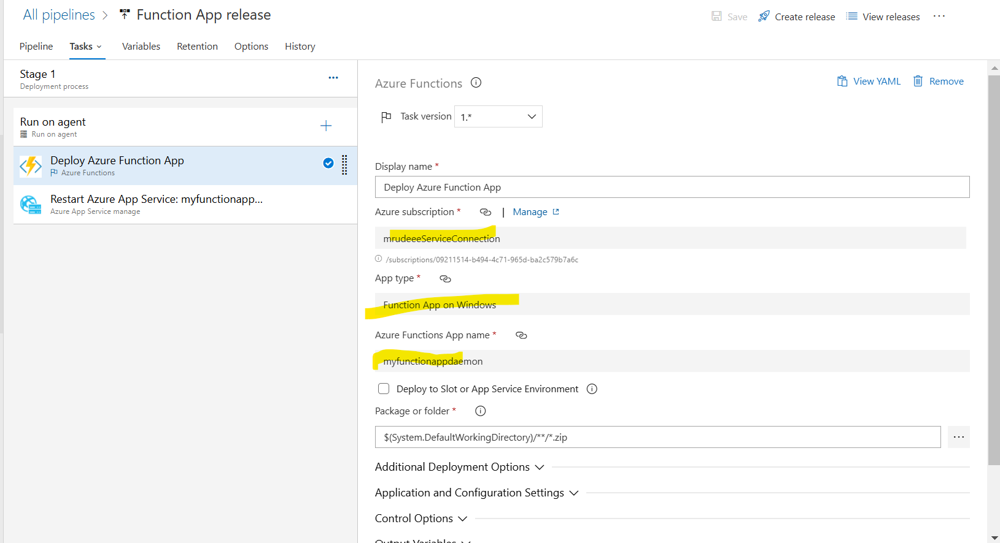 All pipelines > Function App release
Save Create release View releases ...
Pipeline Tasks Variables Retention Options History
Stage 1
Deployment process
...
Run on agent
Run on agent
Deploy Azure Function App
Azure Functions
Restart Azure App Service: myfunctionapp...
Azure App Service manage
Azure Functions
View YAML Remove
Task version 1.*
Display name *
Deploy Azure Function App
Azure subscription * | Manage
mrudeeeServiceConnection
/subscriptions/09211514-b494-4c71-965d-ba2c579b7a6c
App type *
Function App on Windows
Azure Functions App name *
myfunctionappdaemon
Deploy to Slot or App Service Environment
Package or folder *
$(System.DefaultWorkingDirectory)/**/*.zip
...
Additional Deployment Options
Application and Configuration Settings
Control Options
Output Variables